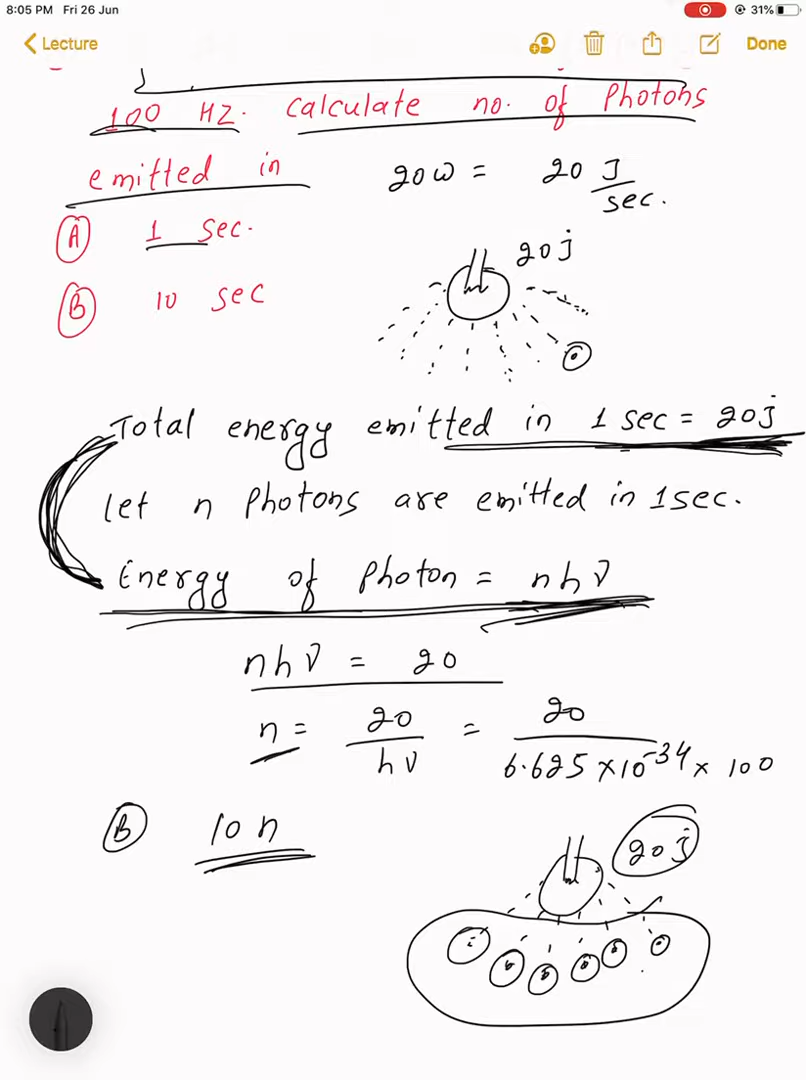 8:05 PM Fri 26 Jun
31%
Lecture
Done
100 HZ. Calculate no. of Photons
emitted in
20W = 20 J/sec.
(A) 1 sec.
20j
(B) 10 sec
Total energy emitted in 1 sec = 20j
let n Photons are emitted in 1sec.
Energy of Photon = nhν
nhν = 20
n = 20/hν = 20/6.625 × 10^-34 × 100
(B) 10 n
20j